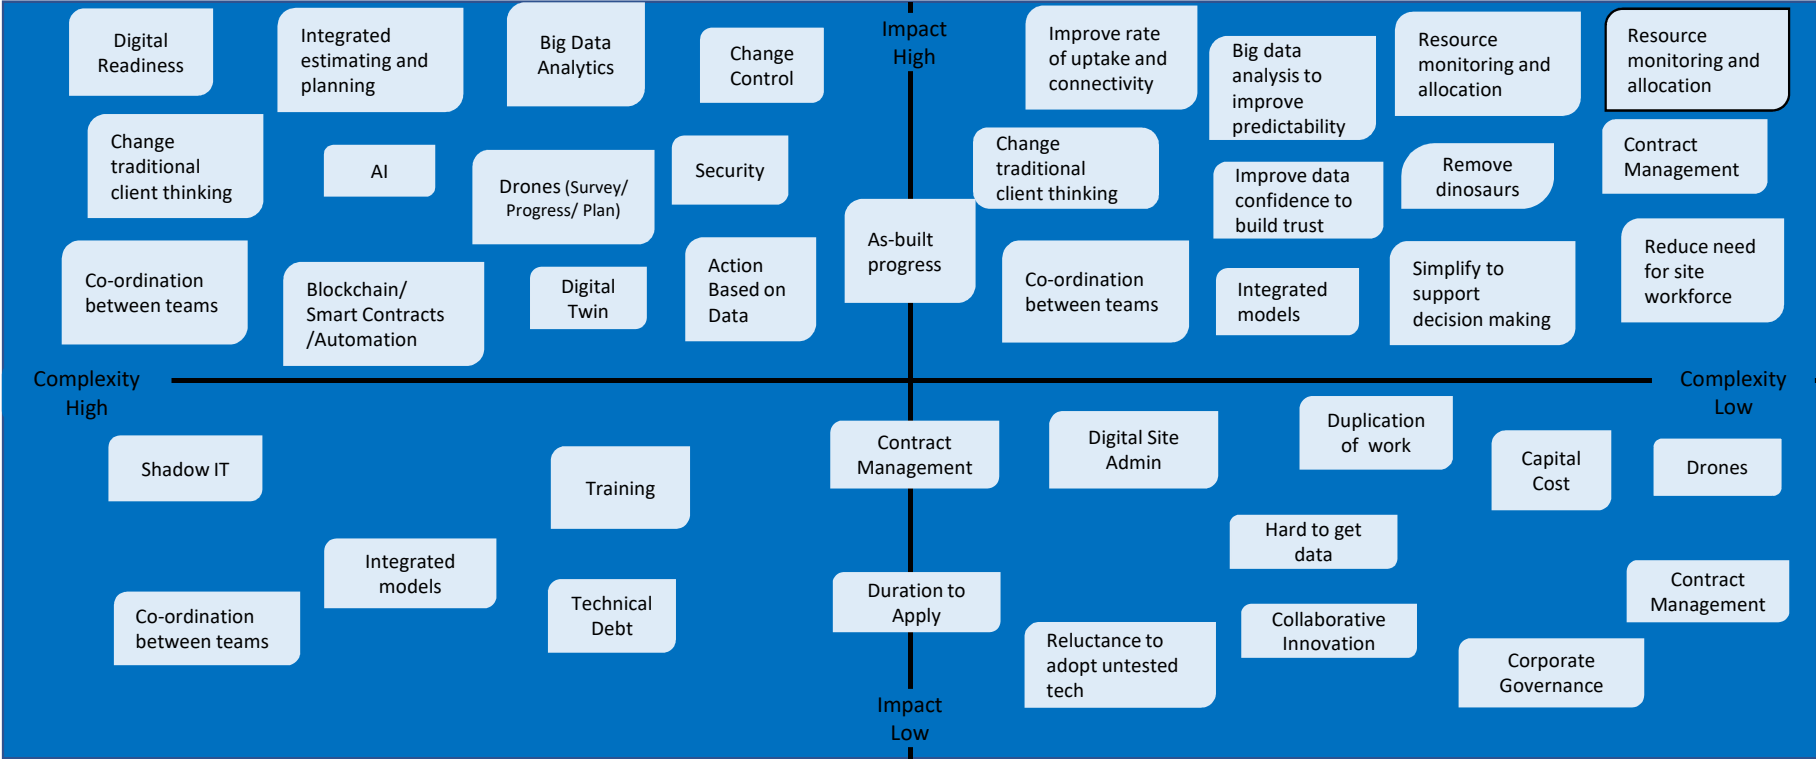 Digital
Readiness
Integrated
estimating and
planning
Big Data
Analytics
Change
Control
Impact
High
Improve rate
of uptake and
connectivity
Big data
analysis to
improve
predictability
Resource
monitoring and
allocation
Resource
monitoring and
allocation
Change
traditional
client thinking
AI
Drones (Survey/
Progress/ Plan)
Security
Change
traditional
client thinking
Improve data
confidence to
build trust
Remove
dinosaurs
Contract
Management
Co-ordination
between teams
Blockchain/
Smart Contracts
/Automation
Digital
Twin
Action
Based on
Data
As-built
progress
Co-ordination
between teams
Integrated
models
Simplify to
support
decision making
Reduce need
for site
workforce
Complexity
High
Complexity
Low
Shadow IT
Training
Contract
Management
Digital Site
Admin
Duplication
of  work
Capital
Cost
Drones
Integrated
models
Hard to get
data
Co-ordination
between teams
Technical
Debt
Duration to
Apply
Reluctance to
adopt untested
tech
Collaborative
Innovation
Contract
Management
Corporate
Governance
Impact
Low